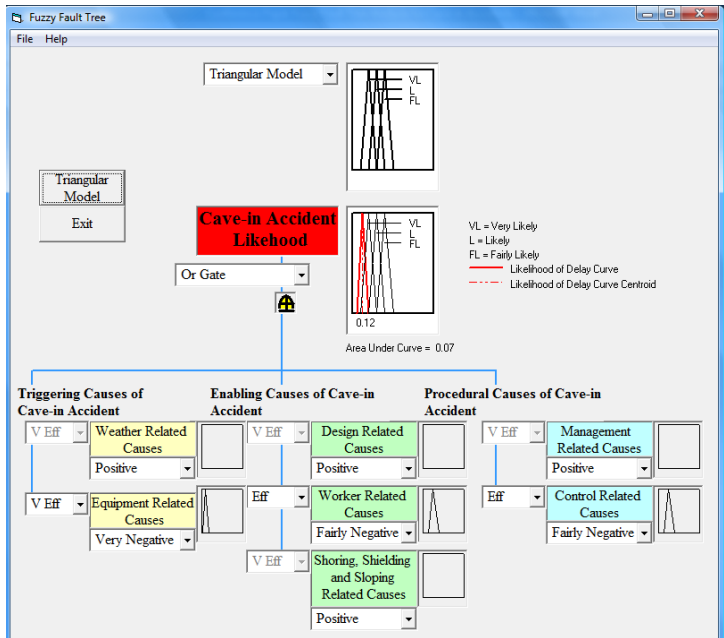 Fuzzy Fault Tree
File Help
Triangular Model
VL
L
FL
Triangular
Model
Exit
Cave-in Accident
Likehood
VL
L
FL
VL = Very Likely
L = Likely
FL = Fairly Likely
Likelihood of Delay Curve
Likelihood of Delay Curve Centroid
Or Gate
0.12
Area Under Curve = 0.07
Triggering Causes of
Cave-in Accident
Enabling Causes of Cave-in
Accident
Procedural Causes of Cave-in
Accident
V Eff
Weather Related
Causes
Positive
V Eff
Design Related
Causes
Positive
V Eff
Management
Related Causes
Positive
V Eff
Equipment Related
Causes
Very Negative
Eff
Worker Related
Causes
Fairly Negative
Eff
Control Related
Causes
Fairly Negative
V Eff
Shoring, Shielding
and Sloping
Related Causes
Positive